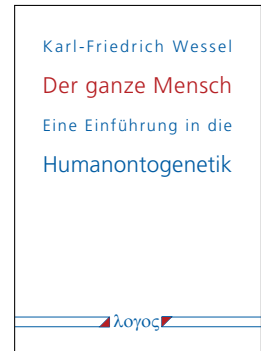 Karl-Friedrich Wessel
Der ganze Mensch
Eine Einführung in die
Humanontogenetik
λογος